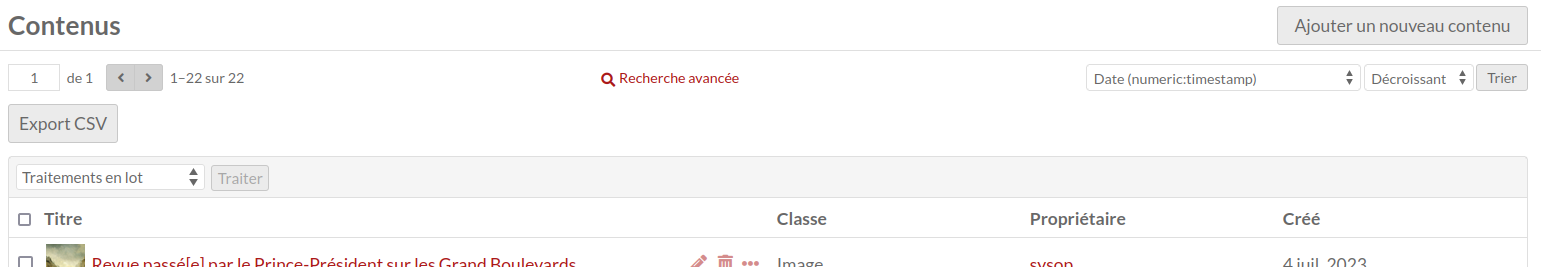 Contenus
Ajouter un nouveau contenu
1 de 1 1–22 sur 22 Recherche avancée Date (numeric:timestamp) Décroissant Trier
Export CSV
Traitements en lot Traiter
Titre Classe Propriétaire Créé
Revue passé[e] par le Prince-Président sur les Grand Boulevards Image sysop 4 juil. 2023